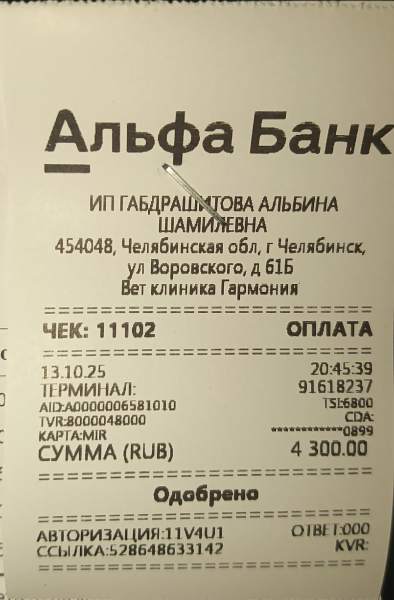 Альфа Банк
ИП ГАБДРАШИТОВА АЛЬБИНА
ШАМИЛЕВНА
454048, Челябинская обл, г Челябинск,
ул Воровского, д 61Б
Вет клиника Гармония
ЧЕК: 11102 ОПЛАТА
13.10.25 20:45:39
ТЕРМИНАЛ: 91618237
AID:A0000006581010 TSI:6800
TVR:8000048000 CDA:
КАРТА:MIR ************0899
СУММА (RUB) 4 300.00
Одобрено
АВТОРИЗАЦИЯ:11V4U1 ОТВЕТ:000
ССЫЛКА:528648633142 KVR: